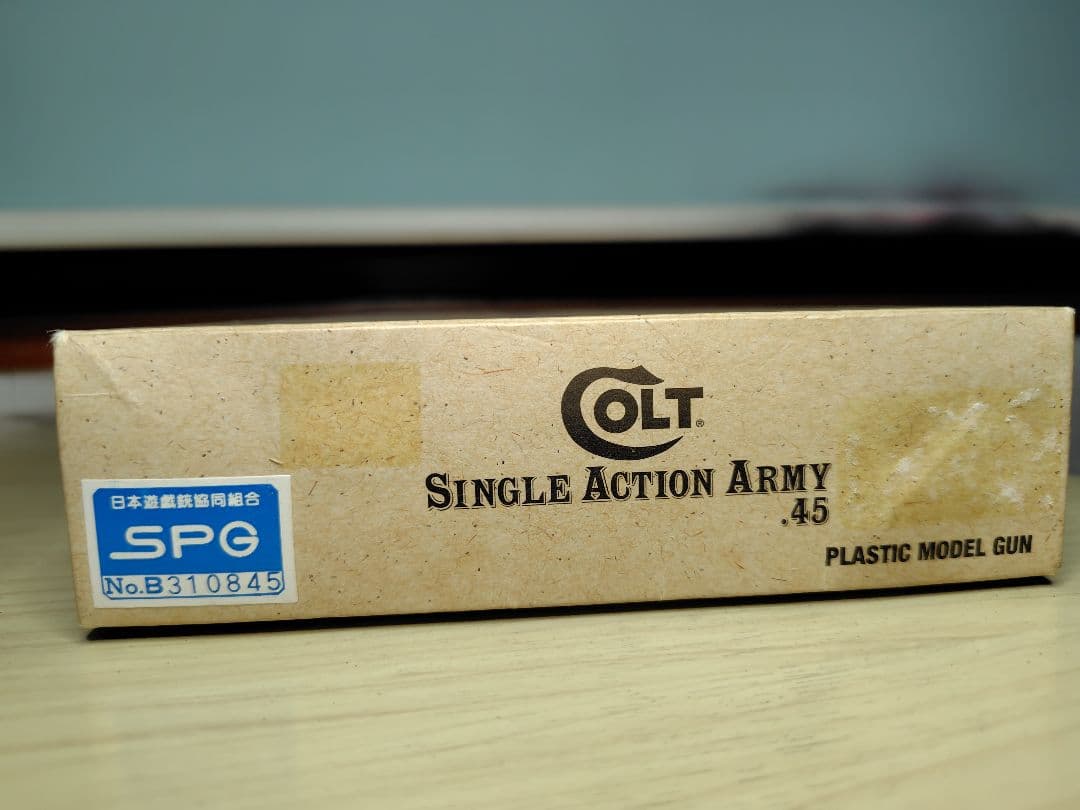 COLT®
SINGLE ACTION ARMY
.45
PLASTIC MODEL GUN
日本遊戯銃協同組合
SPG
No.B310845